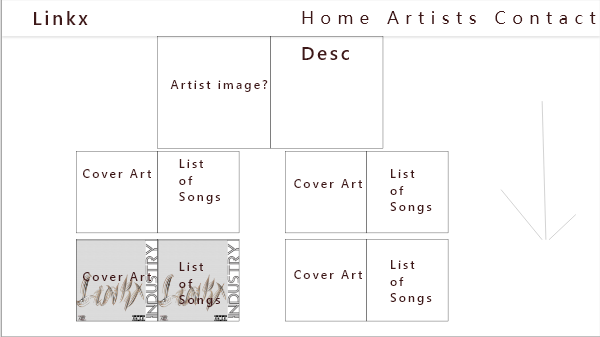 Linkx
Home Artists Contact
Artist image?
Desc
Cover Art
List
of
Songs
Cover Art
List
of
Songs
Cover Art
Linkx
INDUSTRY
List
of
Songs
Linkx
INDUSTRY
Cover Art
List
of
Songs